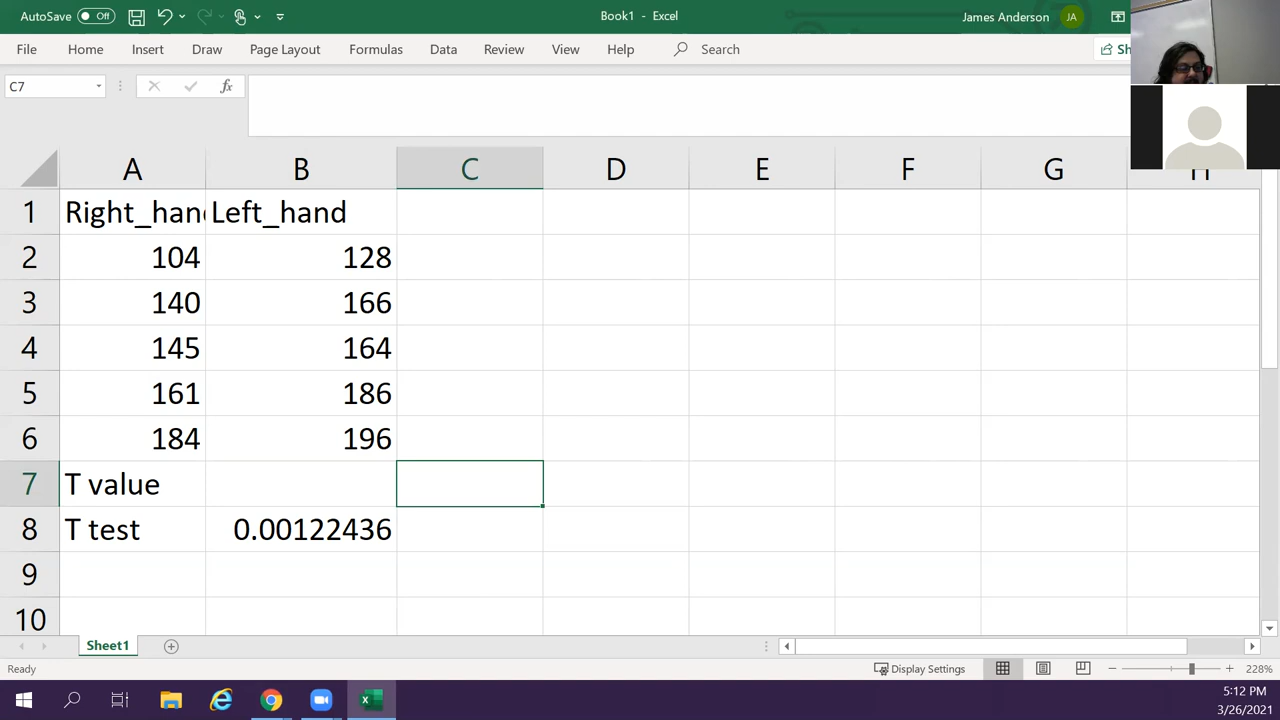 AutoSave Off Book1 - Excel James Anderson JA
File Home Insert Draw Page Layout Formulas Data Review View Help Search Sh
C7 fx
A B C D E F G H
1 Right_hand Left_hand
2 104 128
3 140 166
4 145 164
5 161 186
6 184 196
7 T value
8 T test 0.00122436
9
10
Sheet1
Ready Display Settings 228%
5:12 PM
3/26/2021